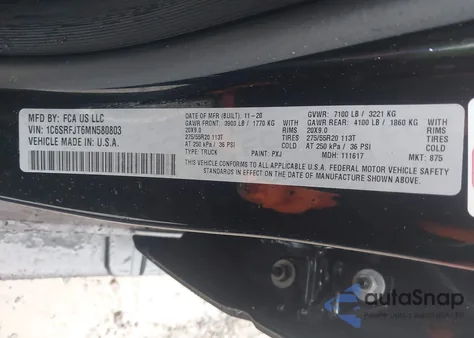 MFD BY: FCA US LLC
VIN: 1C6SRFJT6MN580803
VEHICLE MADE IN: U.S.A.
DATE OF MFR (BUILT): 11-20 GVWR: 7100 LB / 3221 KG
GAWR FRONT: 3900 LB / 1770 KG GAWR REAR: 4100 LB / 1860 KG
WITH TIRES RIMS WITH TIRES RIMS
275/55R20 113T 20X9.0 275/55R20 113T 20X9.0
AT 250 kPa / 36 PSI COLD AT 250 kPa / 36 PSI COLD
TYPE: TRUCK PAINT: PXJ MDH: 111617 MKT: 875
THIS VEHICLE CONFORMS TO ALL APPLICABLE U.S.A. FEDERAL MOTOR VEHICLE SAFETY
STANDARDS IN EFFECT ON THE DATE OF MANUFACTURE SHOWN ABOVE.
autoSnap